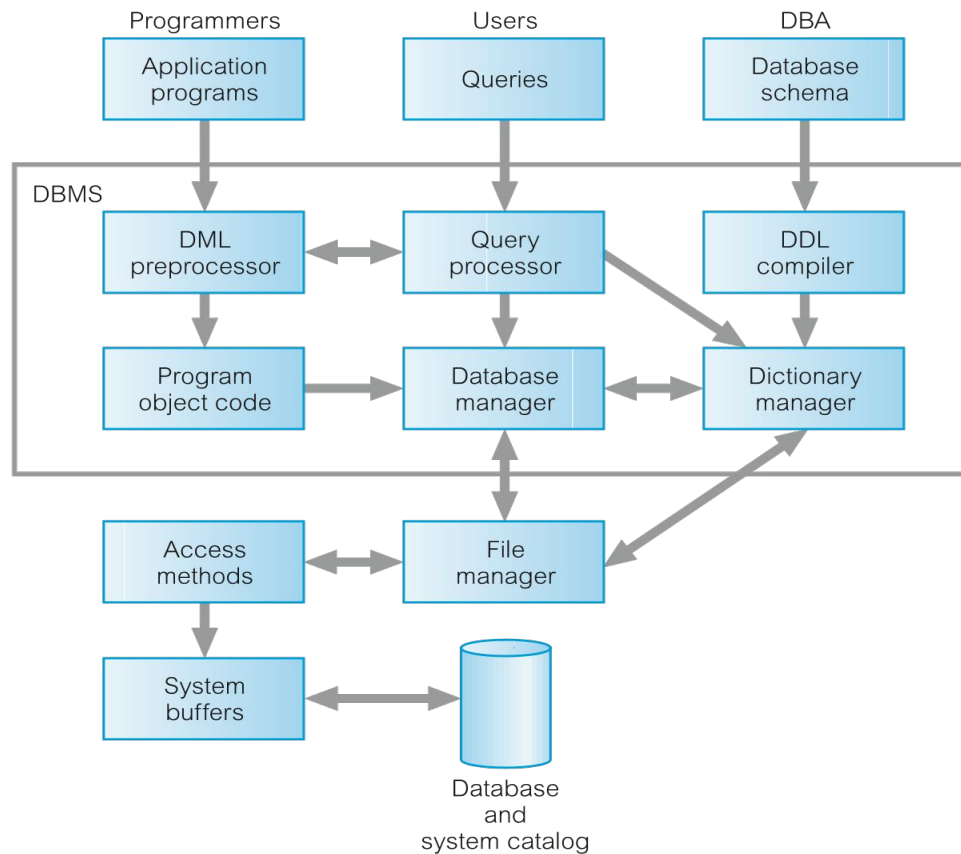 Programmers
Users
DBA
Application
programs
Queries
Database
schema
DBMS
DML
preprocessor
Query
processor
DDL
compiler
Program
object code
Database
manager
Dictionary
manager
Access
methods
File
manager
System
buffers
Database
and
system catalog